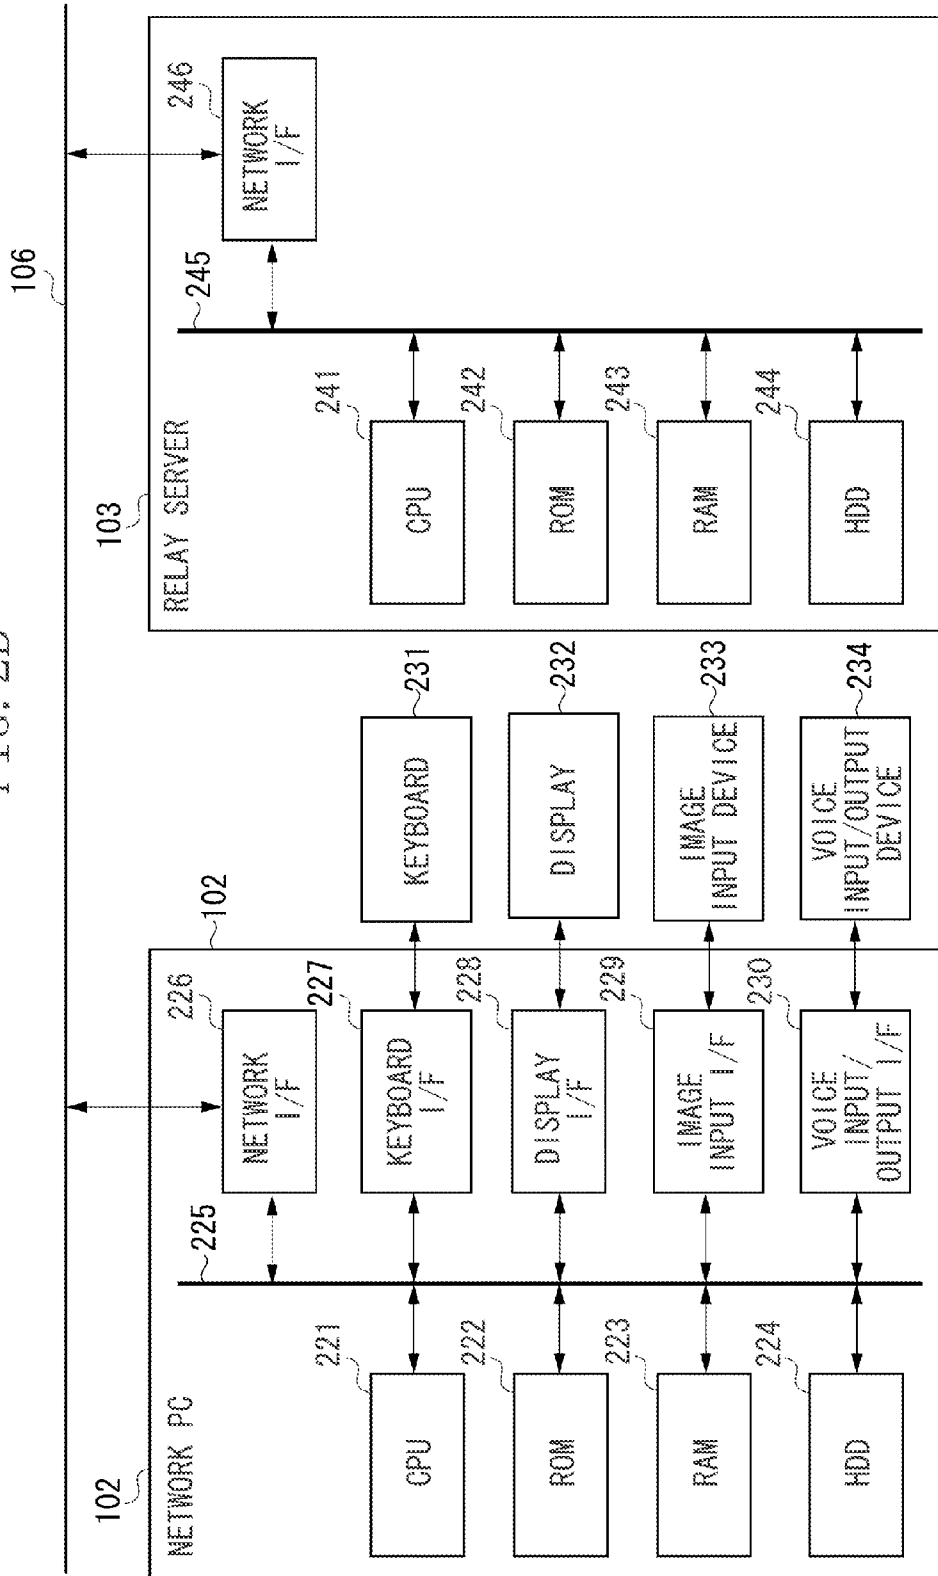 106
102
NETWORK PC
221
CPU
222
ROM
223
RAM
224
HDD
225
226
NETWORK
I/F
227
KEYBOARD
I/F
228
DISPLAY
I/F
229
IMAGE
INPUT I/F
230
VOICE
INPUT/
OUTPUT I/F
102
231
KEYBOARD
232
DISPLAY
233
IMAGE
INPUT DEVICE
234
VOICE
INPUT/OUTPUT
DEVICE
103
RELAY SERVER
241
CPU
242
ROM
243
RAM
244
HDD
245
246
NETWORK
I/F